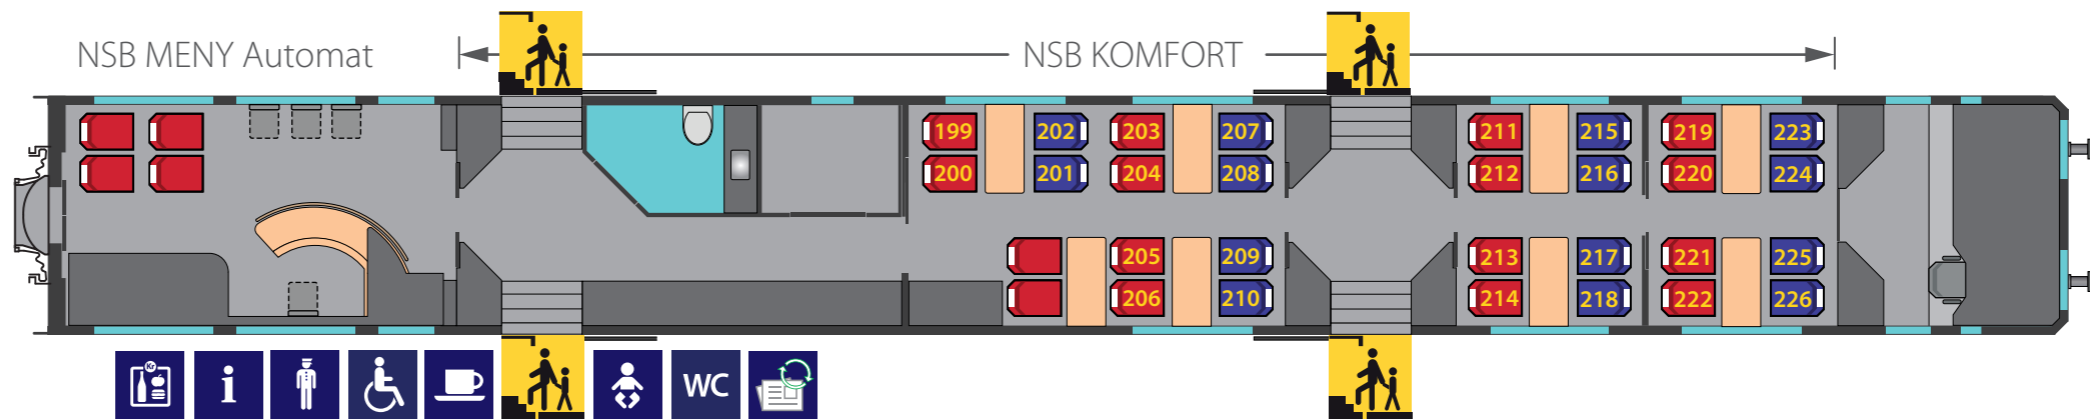 NSB MENY Automat
NSB KOMFORT
199 202 203 207 211 215 219 223
200 201 204 208 212 216 220 224
205 209 213 217 221 225
206 210 214 218 222 226
Kr
i
WC